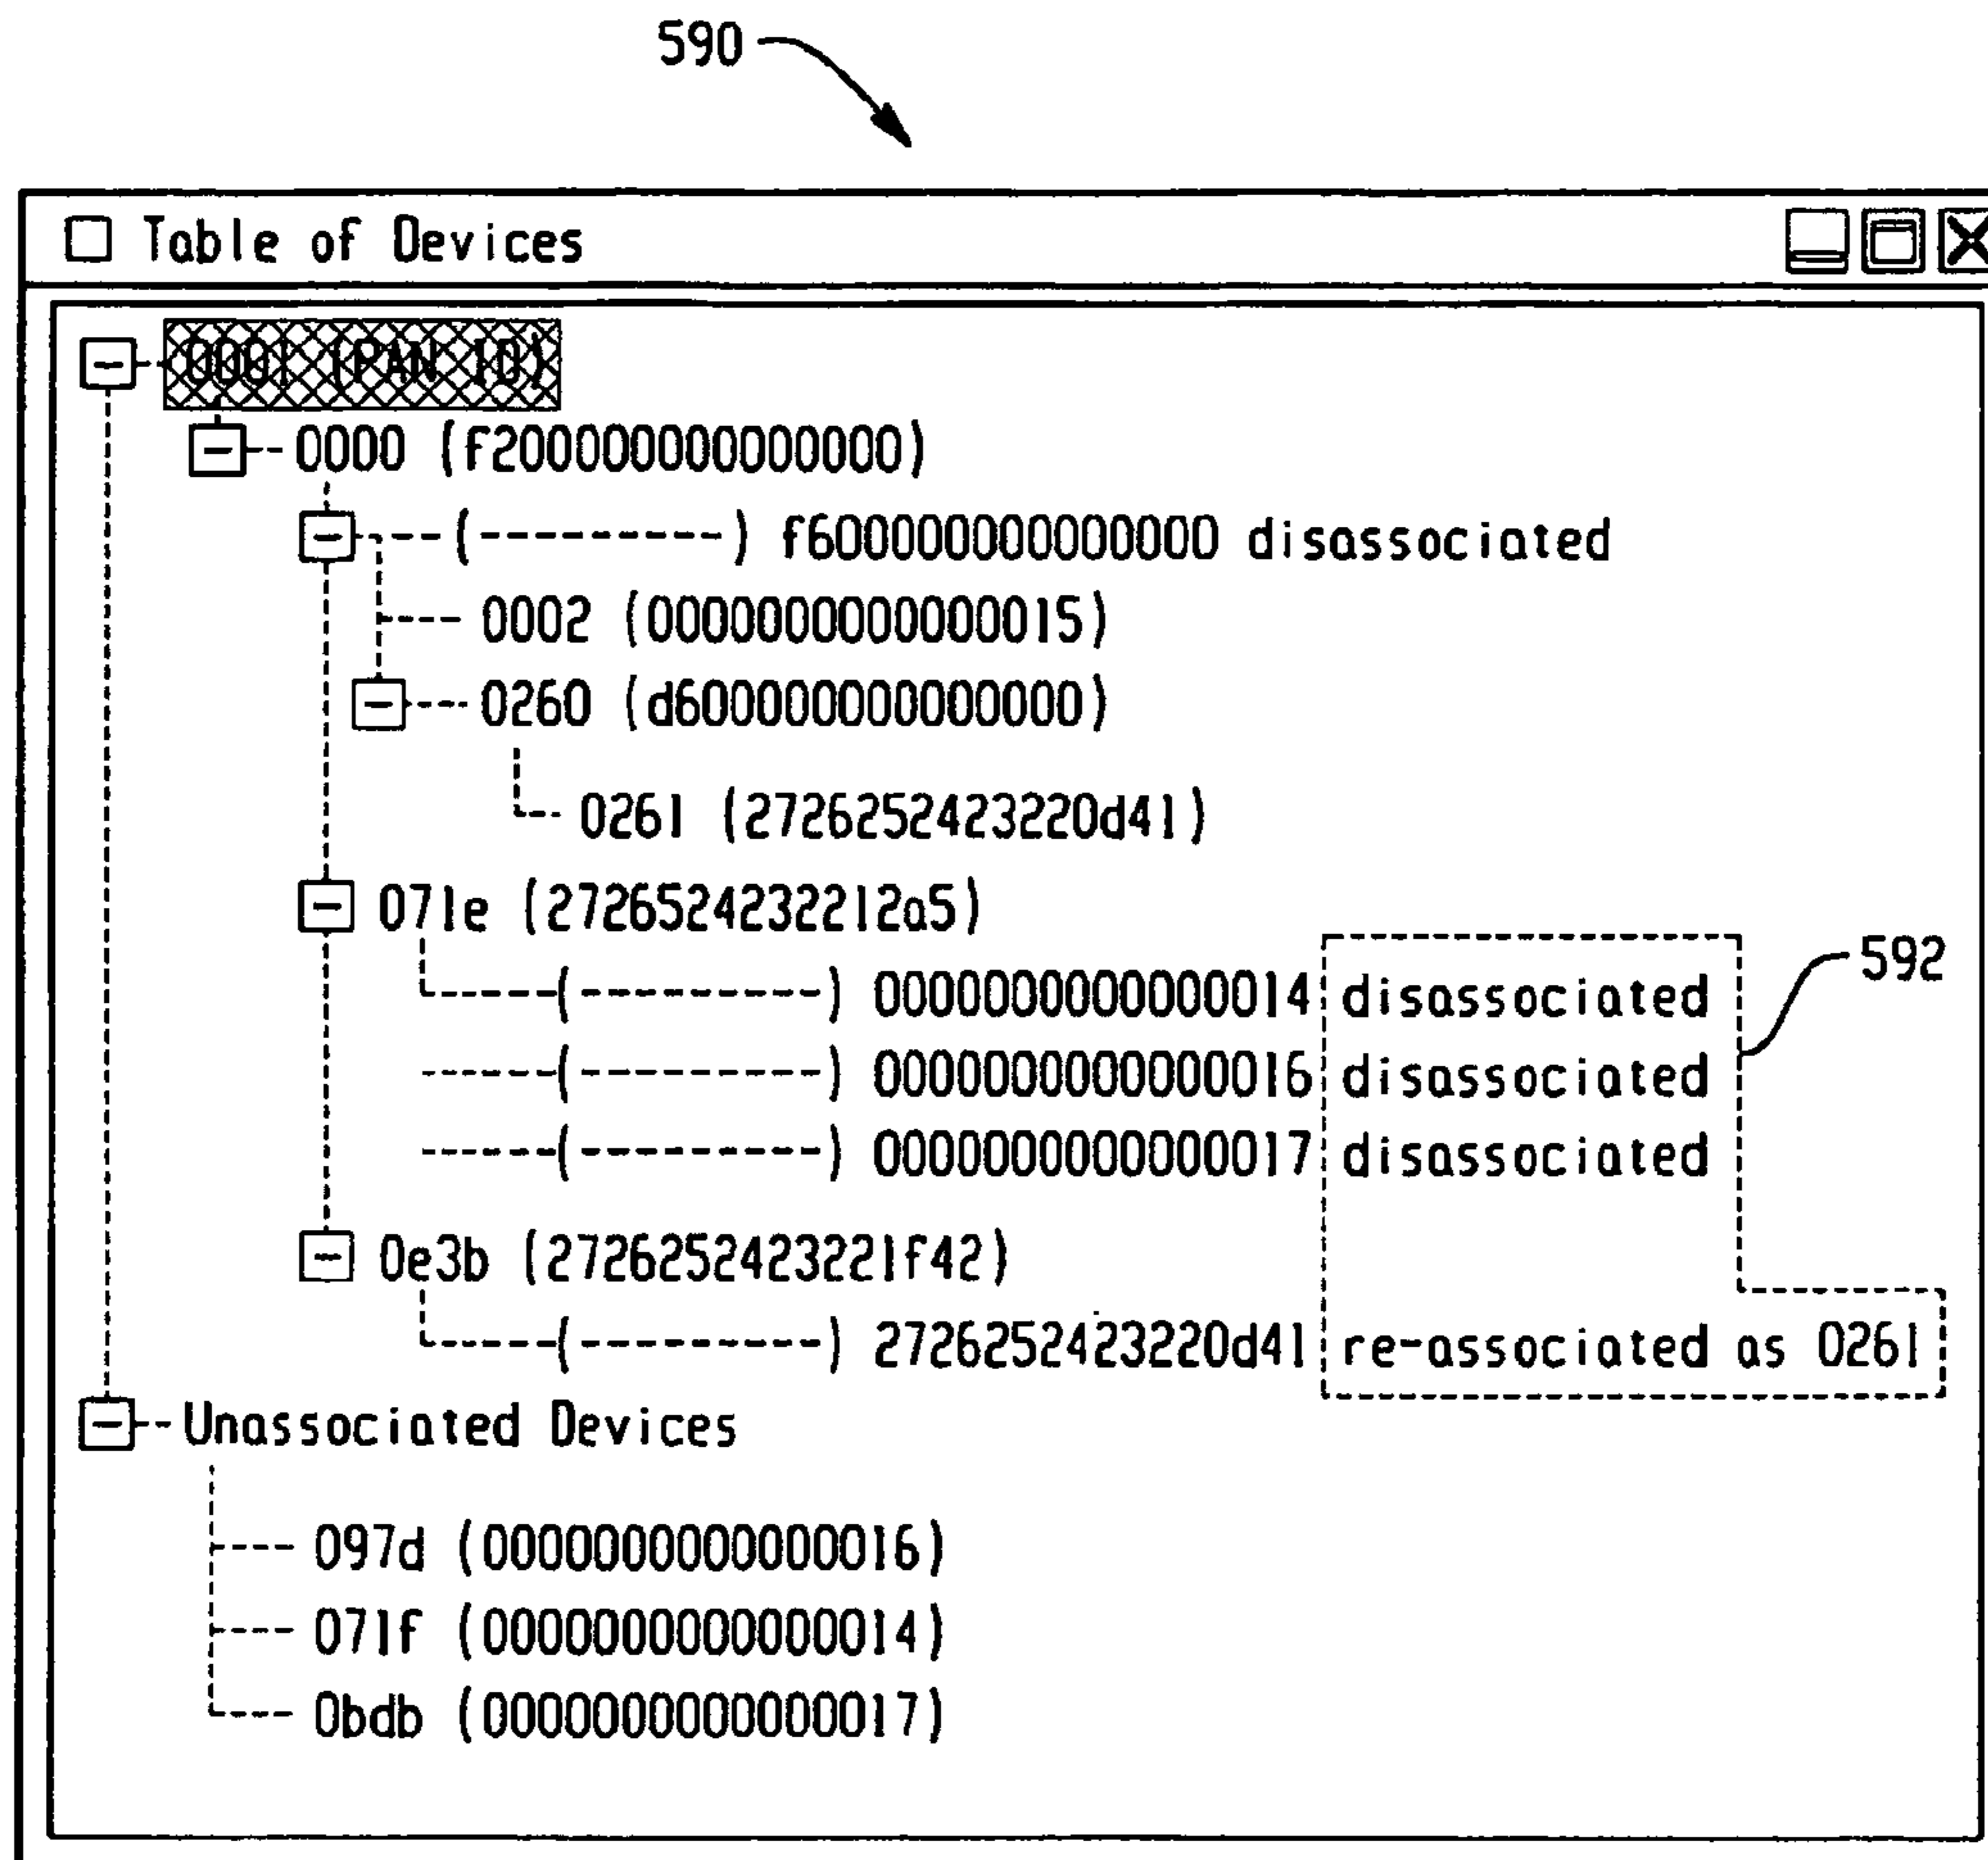 590
Table of Devices
0001 (PAN ID)
0000 (f200000000000000)
(---------) f600000000000000 disassociated
0002 (0000000000000015)
0260 (d600000000000000)
0261 (2726252423220d41)
071e (2726524232212a5)
592
(---------) 0000000000000014 disassociated
(---------) 0000000000000016 disassociated
(---------) 0000000000000017 disassociated
0e3b (2726252423221f42)
(---------) 2726252423220d41 re-associated as 0261
Unassociated Devices
097d (0000000000000016)
071f (0000000000000014)
0bdb (0000000000000017)